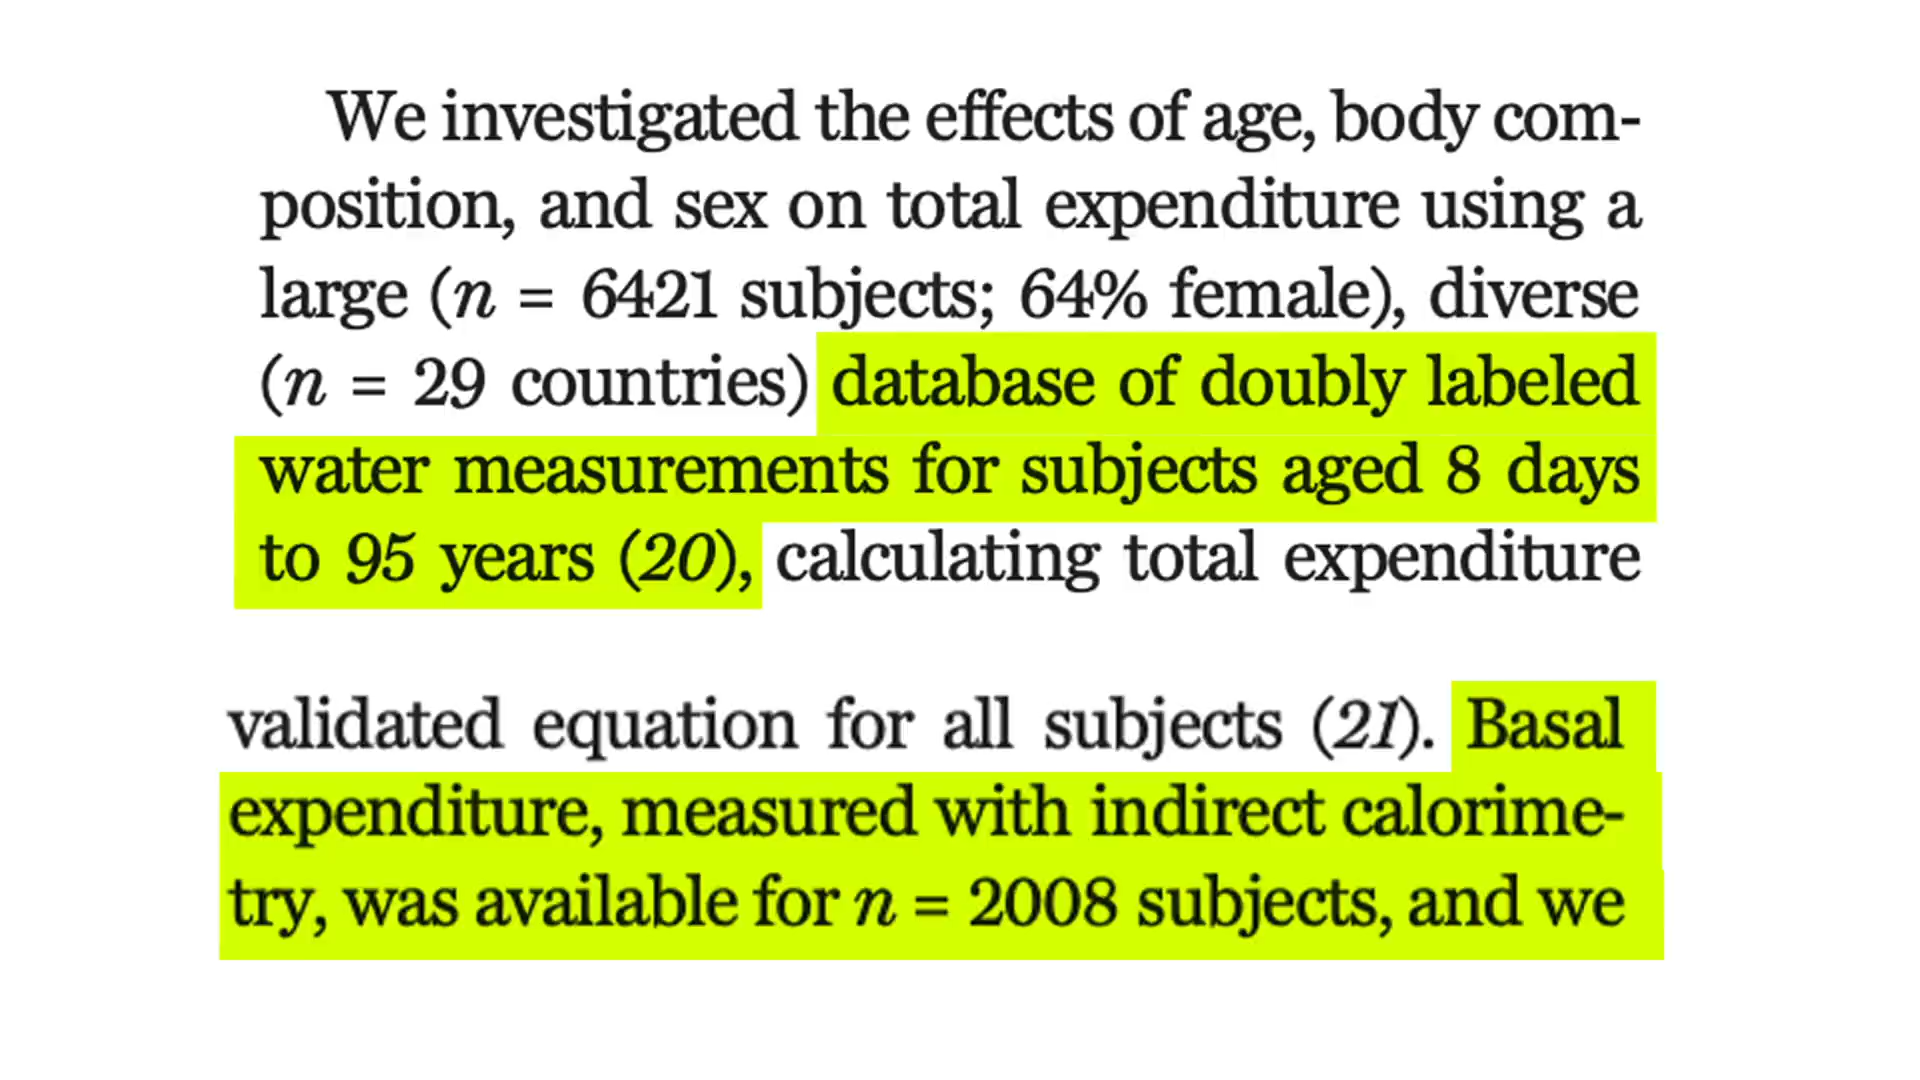 We investigated the effects of age, body com-
position, and sex on total expenditure using a
large (n = 6421 subjects; 64% female), diverse
(n = 29 countries) database of doubly labeled
water measurements for subjects aged 8 days
to 95 years (20), calculating total expenditure
validated equation for all subjects (21). Basal
expenditure, measured with indirect calorime-
try, was available for n = 2008 subjects, and we